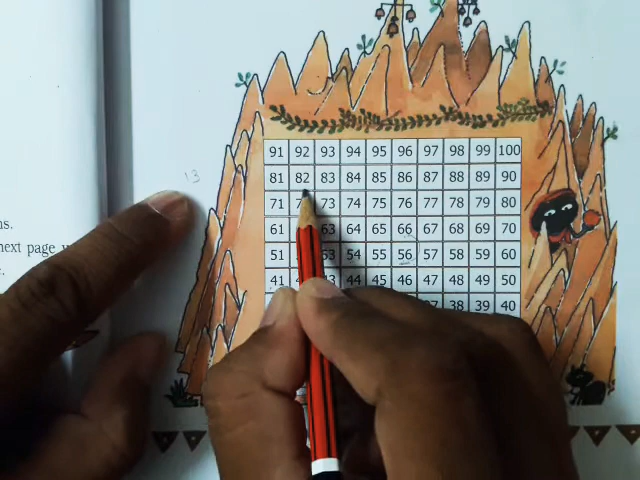 91 92 93 94 95 96 97 98 99 100
81 82 83 84 85 86 87 88 89 90
13
71 73 74 75 76 77 78 79 80
ns.
61 63 64 65 66 67 68 69 70
next page
51 53 54 55 56 57 58 59 60
41 43 44 45 46 47 48 49 50
37 38 39 40